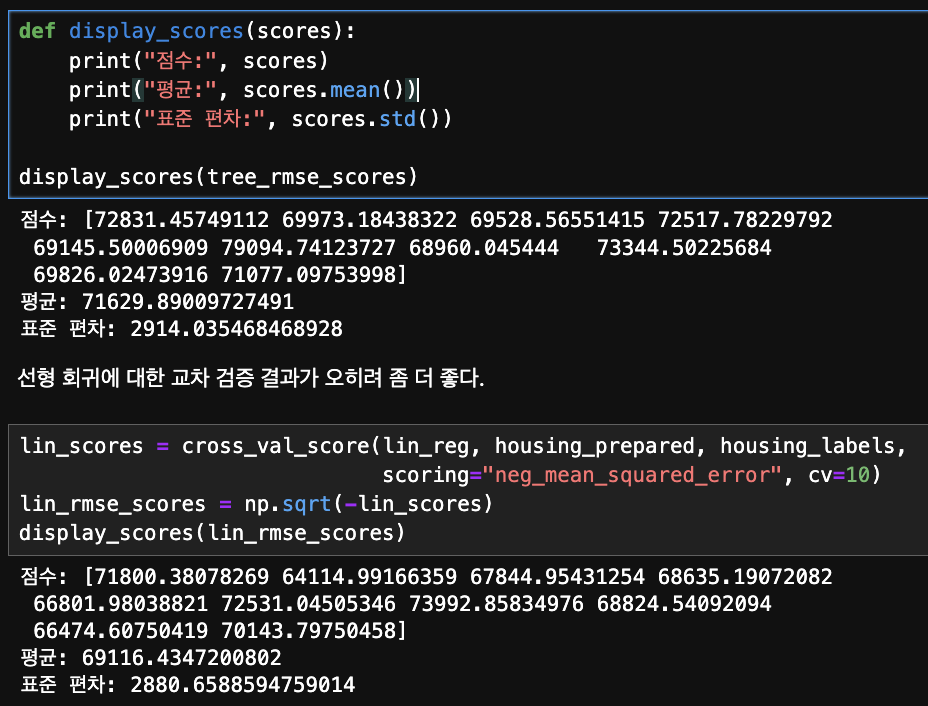 def display_scores(scores):
    print("점수:", scores)
    print("평균:", scores.mean())
    print("표준 편차:", scores.std())
display_scores(tree_rmse_scores)
점수: [72831.45749112 69973.18438322 69528.56551415 72517.78229792
 69145.50006909 79094.74123727 68960.045444   73344.50225684
 69826.02473916 71077.09753998]
평균: 71629.89009727491
표준 편차: 2914.035468468928
선형 회귀에 대한 교차 검증 결과가 오히려 좀 더 좋다.
lin_scores = cross_val_score(lin_reg, housing_prepared, housing_labels,
                             scoring="neg_mean_squared_error", cv=10)
lin_rmse_scores = np.sqrt(-lin_scores)
display_scores(lin_rmse_scores)
점수: [71800.38078269 64114.99166359 67844.95431254 68635.19072082
 66801.98038821 72531.04505346 73992.85834976 68824.54092094
 66474.60750419 70143.79750458]
평균: 69116.4347200802
표준 편차: 2880.6588594759014